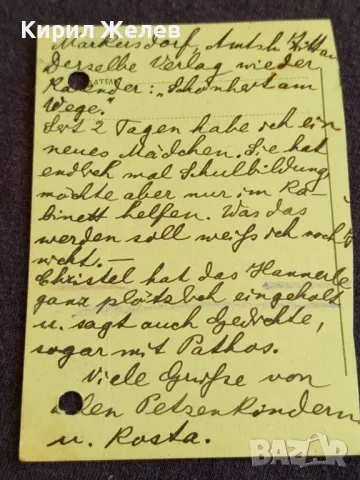 Кирил Желев
Markersdorf, Amtsh. Zittau
Derselbe Verlag wieder
Kalender: „Schönheit am
Wege."
Seit 2 Tagen habe ich ein
neues Mädchen. Sie hat
endlich mal Schulbildung
möchte aber nur im Ka-
binett helfen. Was das
werden soll weiß ich noch
nicht. —
Christel hat das Hannerle
ganz plötzlich eingeholt
u. sagt auch Gedichte,
sogar mit Pathos.
Viele Grüße von
allen Petzenkindern
u. Rosta.
bazar.bg